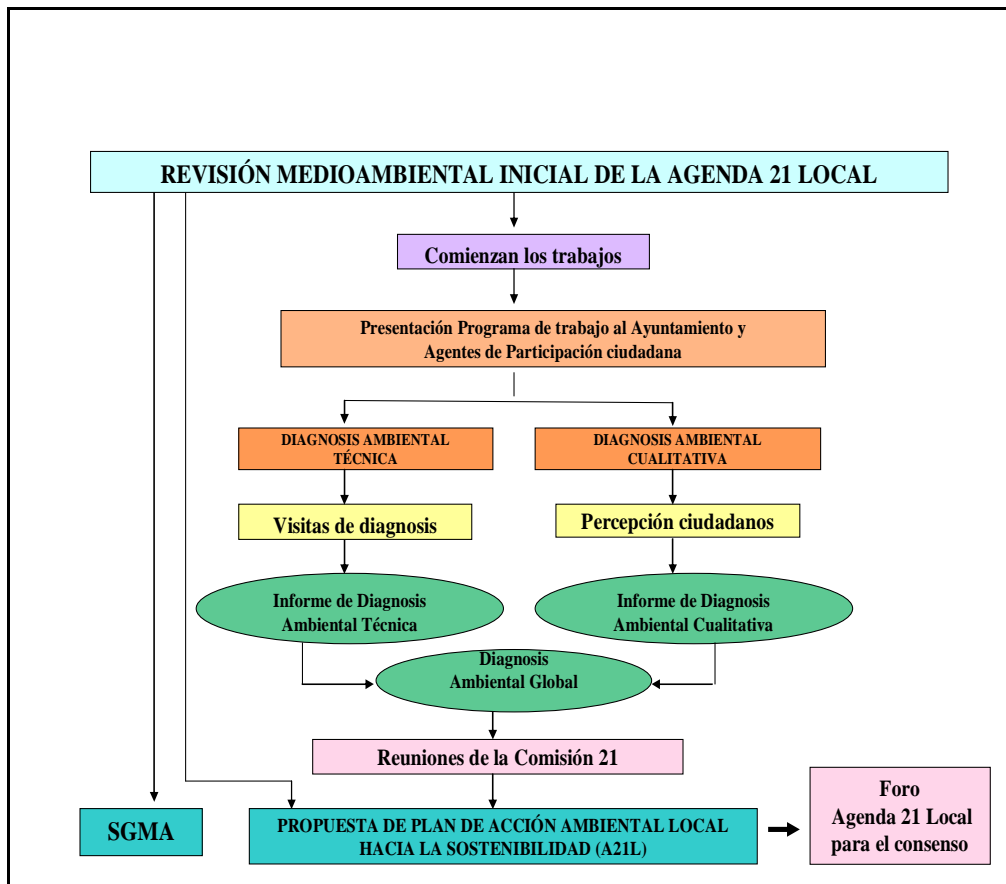 REVISIÓN MEDIOAMBIENTAL INICIAL DE LA AGENDA 21 LOCAL
Comienzan los trabajos
Presentación Programa de trabajo al Ayuntamiento y
Agentes de Participación ciudadana
DIAGNOSIS AMBIENTAL
TÉCNICA
DIAGNOSIS AMBIENTAL
CUALITATIVA
Visitas de diagnosis
Percepción ciudadanos
Informe de Diagnosis
Ambiental Técnica
Informe de Diagnosis
Ambiental Cualitativa
Diagnosis
Ambiental Global
Reuniones de la Comisión 21
SGMA
PROPUESTA DE PLAN DE ACCIÓN AMBIENTAL LOCAL
HACIA LA SOSTENIBILIDAD (A21L)
Foro
Agenda 21 Local
para el consenso